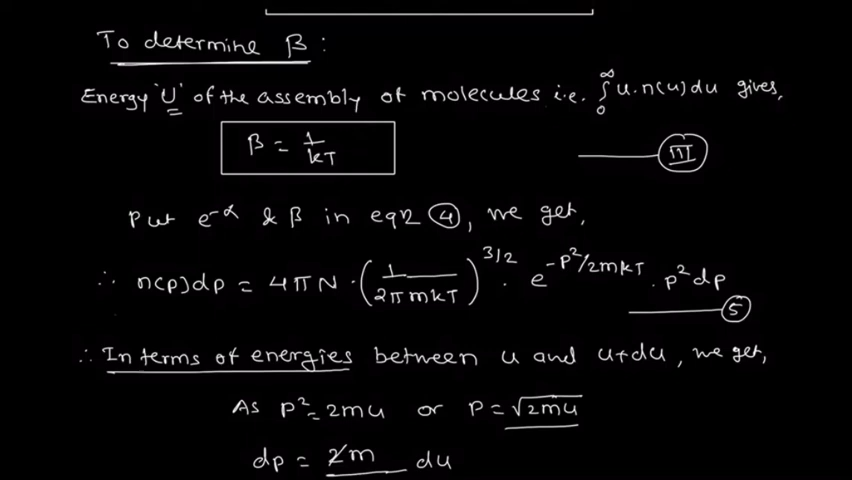 To determine β :
Energy 'U' of the assembly of molecules i.e. ∫₀^∞ u.n(u)du gives,
β = 1/kT
III
Put e^-α & β in eqn ④, we get,
∴ n(p)dp = 4πN · (1/2πmkT)^3/2 · e^-p²/2mkT · p²dp
⑤
∴ In terms of energies between u and u+du, we get,
As P² = 2mu or P = √2mu
dp = 2m/ du